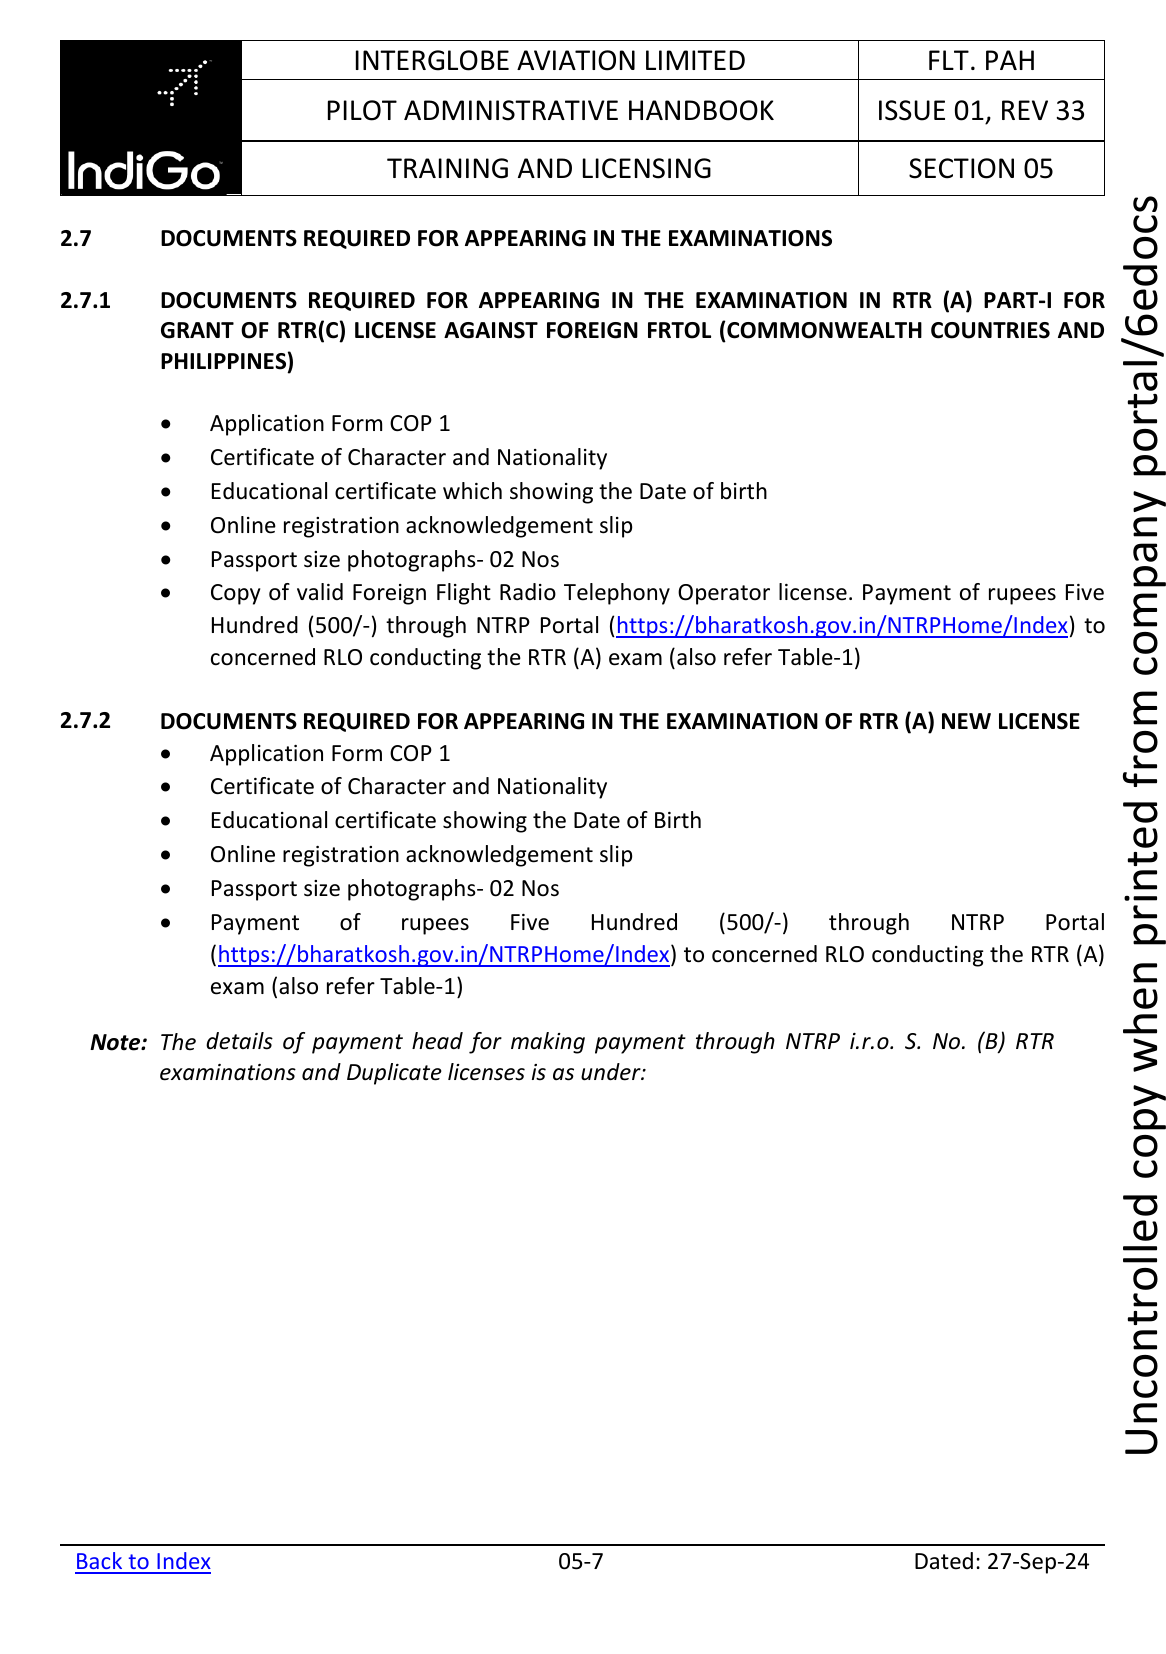 INTERGLOBE AVIATION LIMITED
FLT. PAH
PILOT ADMINISTRATIVE HANDBOOK
ISSUE 01, REV 33
IndiGo
TRAINING AND LICENSING
SECTION 05
2.7 DOCUMENTS REQUIRED FOR APPEARING IN THE EXAMINATIONS
2.7.1 DOCUMENTS REQUIRED FOR APPEARING IN THE EXAMINATION IN RTR (A) PART-I FOR
GRANT OF RTR(C) LICENSE AGAINST FOREIGN FRTOL (COMMONWEALTH COUNTRIES AND
PHILIPPINES)
• Application Form COP 1
• Certificate of Character and Nationality
• Educational certificate which showing the Date of birth
• Online registration acknowledgement slip
• Passport size photographs- 02 Nos
• Copy of valid Foreign Flight Radio Telephony Operator license. Payment of rupees Five
Hundred (500/-) through NTRP Portal (https://bharatkosh.gov.in/NTRPHome/Index) to
concerned RLO conducting the RTR (A) exam (also refer Table-1)
2.7.2 DOCUMENTS REQUIRED FOR APPEARING IN THE EXAMINATION OF RTR (A) NEW LICENSE
• Application Form COP 1
• Certificate of Character and Nationality
• Educational certificate showing the Date of Birth
• Online registration acknowledgement slip
• Passport size photographs- 02 Nos
• Payment of rupees Five Hundred (500/-) through NTRP Portal
(https://bharatkosh.gov.in/NTRPHome/Index) to concerned RLO conducting the RTR (A)
exam (also refer Table-1)
Note: The details of payment head for making payment through NTRP i.r.o. S. No. (B) RTR
examinations and Duplicate licenses is as under:
Back to Index
05-7
Dated: 27-Sep-24
Uncontrolled copy when printed from company portal/6edocs